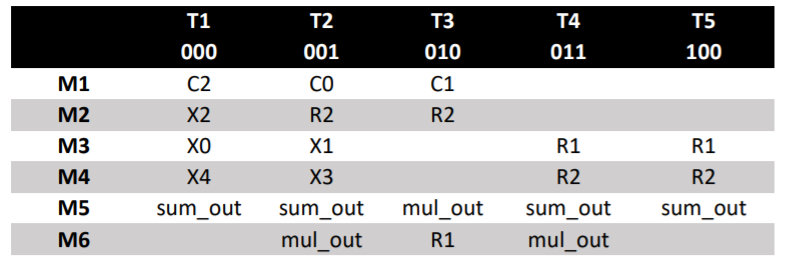 T1 T2 T3 T4 T5
000 001 010 011 100
M1 C2 C0 C1
M2 X2 R2 R2
M3 X0 X1 R1 R1
M4 X4 X3 R2 R2
M5 sum_out sum_out mul_out sum_out sum_out
M6 mul_out R1 mul_out